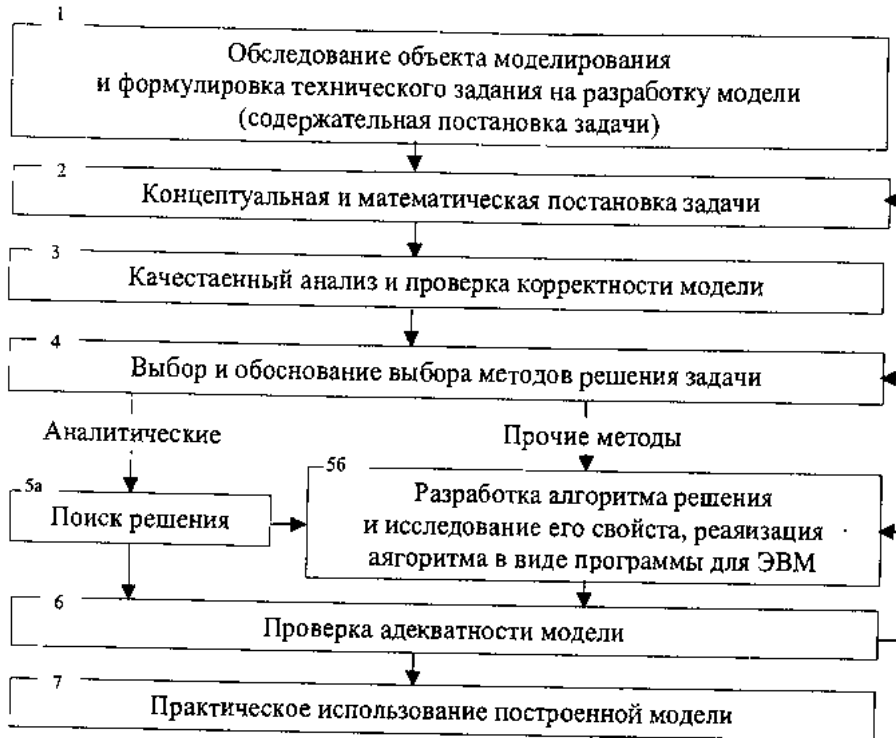 1
Обследование объекта моделирования
и формулировка технического задания на разработку модели
(содержательная постановка задачи)
2
Концептуальная и математическая постановка задачи
3
Качестаенный анализ и проверка корректности модели
4
Выбор и обоснование выбора методов решения задачи
Аналитические
Прочие методы
5а
Поиск решения
5б
Разработка алгоритма решения
и исследование его свойста, реаяизация
аягоритма в виде программы для ЭВМ
6
Проверка адекватности модели
7
Практическое использование построенной модели